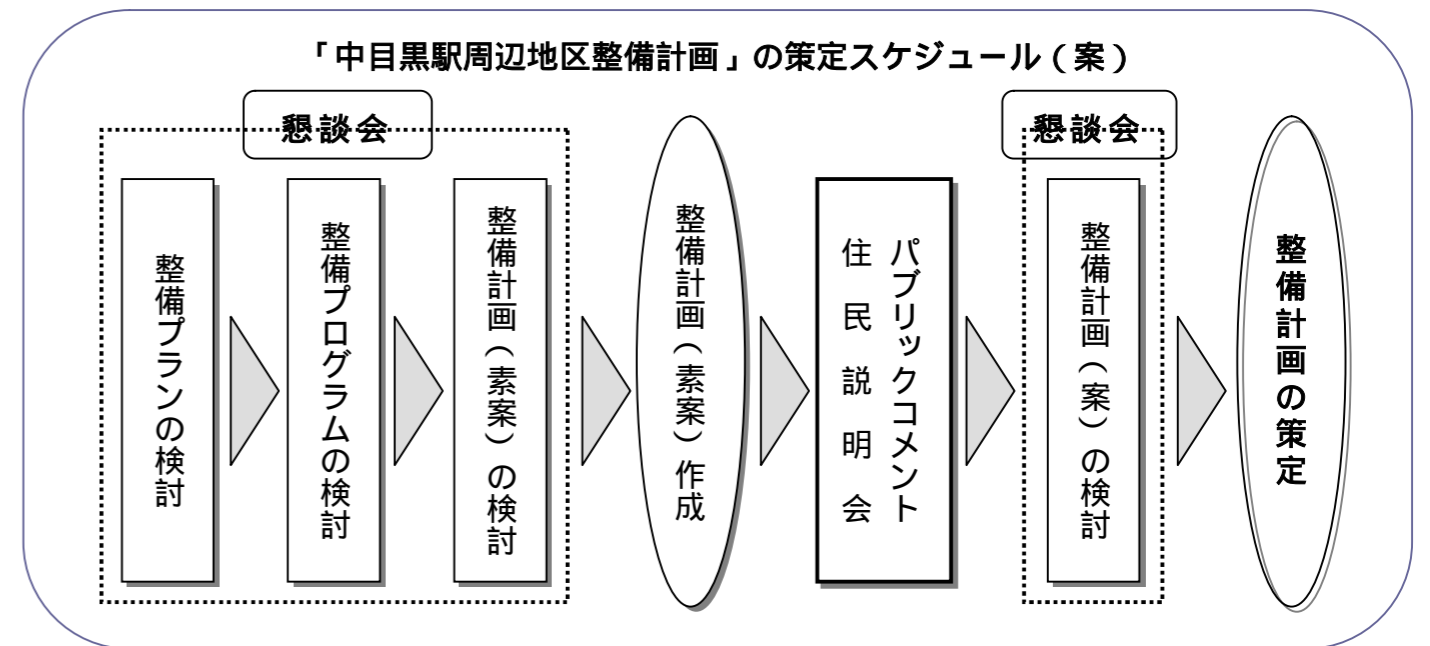 「中目黒駅周辺地区整備計画」の策定スケジュール（案）
懇談会
整備プランの検討
整備プログラムの検討
整備計画（素案）の検討
整備計画（素案）作成
パブリックコメント
住民説明会
懇談会
整備計画（案）の検討
整備計画の策定